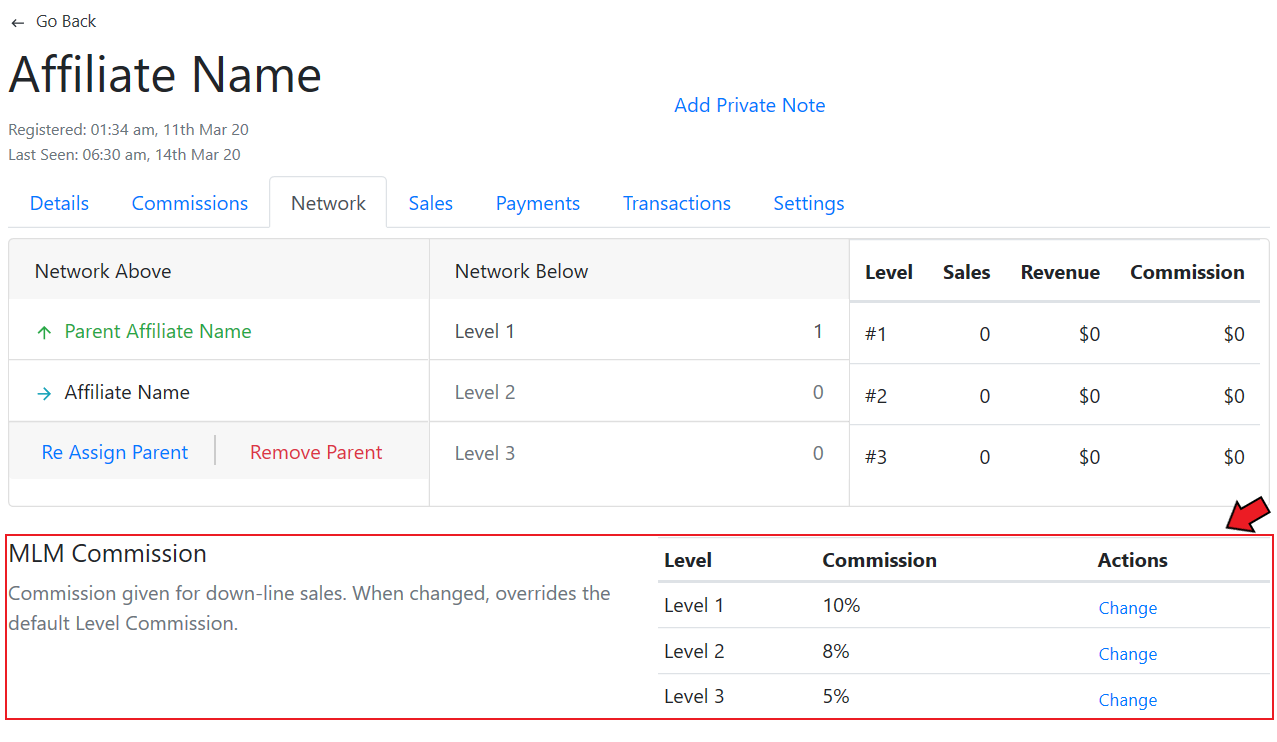 ← Go Back
Affiliate Name
Add Private Note
Registered: 01:34 am, 11th Mar 20
Last Seen: 06:30 am, 14th Mar 20
Details Commissions Network Sales Payments Transactions Settings
Network Above
↑ Parent Affiliate Name
→ Affiliate Name
Re Assign Parent Remove Parent
Network Below
Level 1 1
Level 2 0
Level 3 0
Level Sales Revenue Commission
#1 0 $0 $0
#2 0 $0 $0
#3 0 $0 $0
MLM Commission
Commission given for down-line sales. When changed, overrides the
default Level Commission.
Level Commission Actions
Level 1 10% Change
Level 2 8% Change
Level 3 5% Change